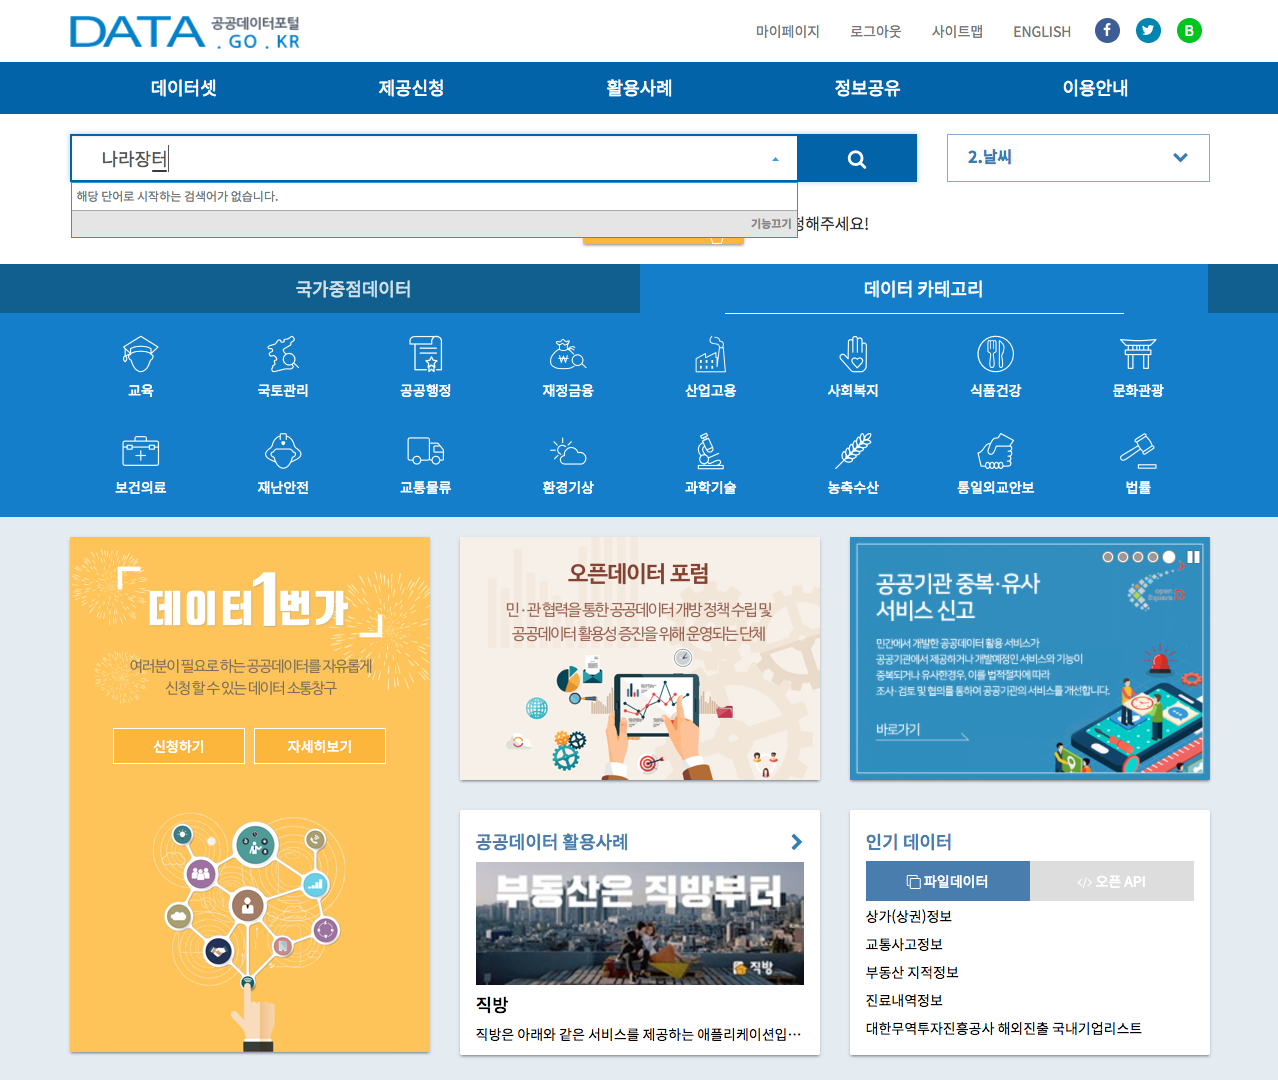 DATA 공공데이터포털
.GO.KR
마이페이지 로그아웃 사이트맵 ENGLISH
데이터셋 제공신청 활용사례 정보공유 이용안내
나라장터
2.날씨
해당 단어로 시작하는 검색어가 없습니다.
기능끄기
정해주세요!
국가중점데이터 데이터 카테고리
교육 국토관리 공공행정 재정금융 산업고용 사회복지 식품건강 문화관광
보건의료 재난안전 교통물류 환경기상 과학기술 농축수산 통일외교안보 법률
데이터1번가
여러분이 필요로 하는 공공데이터를 자유롭게
신청 할 수 있는 데이터 소통창구
신청하기 자세히보기
오픈데이터 포럼
민·관 협력을 통한 공공데이터 개방 정책 수립 및
공공데이터 활용성 증진을 위해 운영되는 단체
공공기관 중복·유사
서비스 신고
open
Square D
민간에서 개발한 공공데이터 활용 서비스가
공공기관에서 제공하거나 개발예정인 서비스와 기능이
중복되거나 유사한경우, 이를 법적절차에 따라
조사·검토 및 협의를 통하여 공공기관의 서비스를 개선합니다.
바로가기
공공데이터 활용사례
부동산은 직방부터
직방
직방
직방은 아래와 같은 서비스를 제공하는 애플리케이션입…
인기 데이터
파일데이터 </> 오픈 API
상가(상권)정보
교통사고정보
부동산 지적정보
진료내역정보
대한무역투자진흥공사 해외진출 국내기업리스트